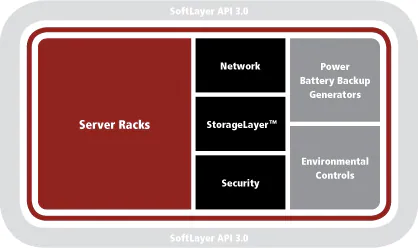 SoftLayer API 3.0
Server Racks
Network
StorageLayer™
Security
Power
Battery Backup
Generators
Environmental
Controls
SoftLayer API 3.0